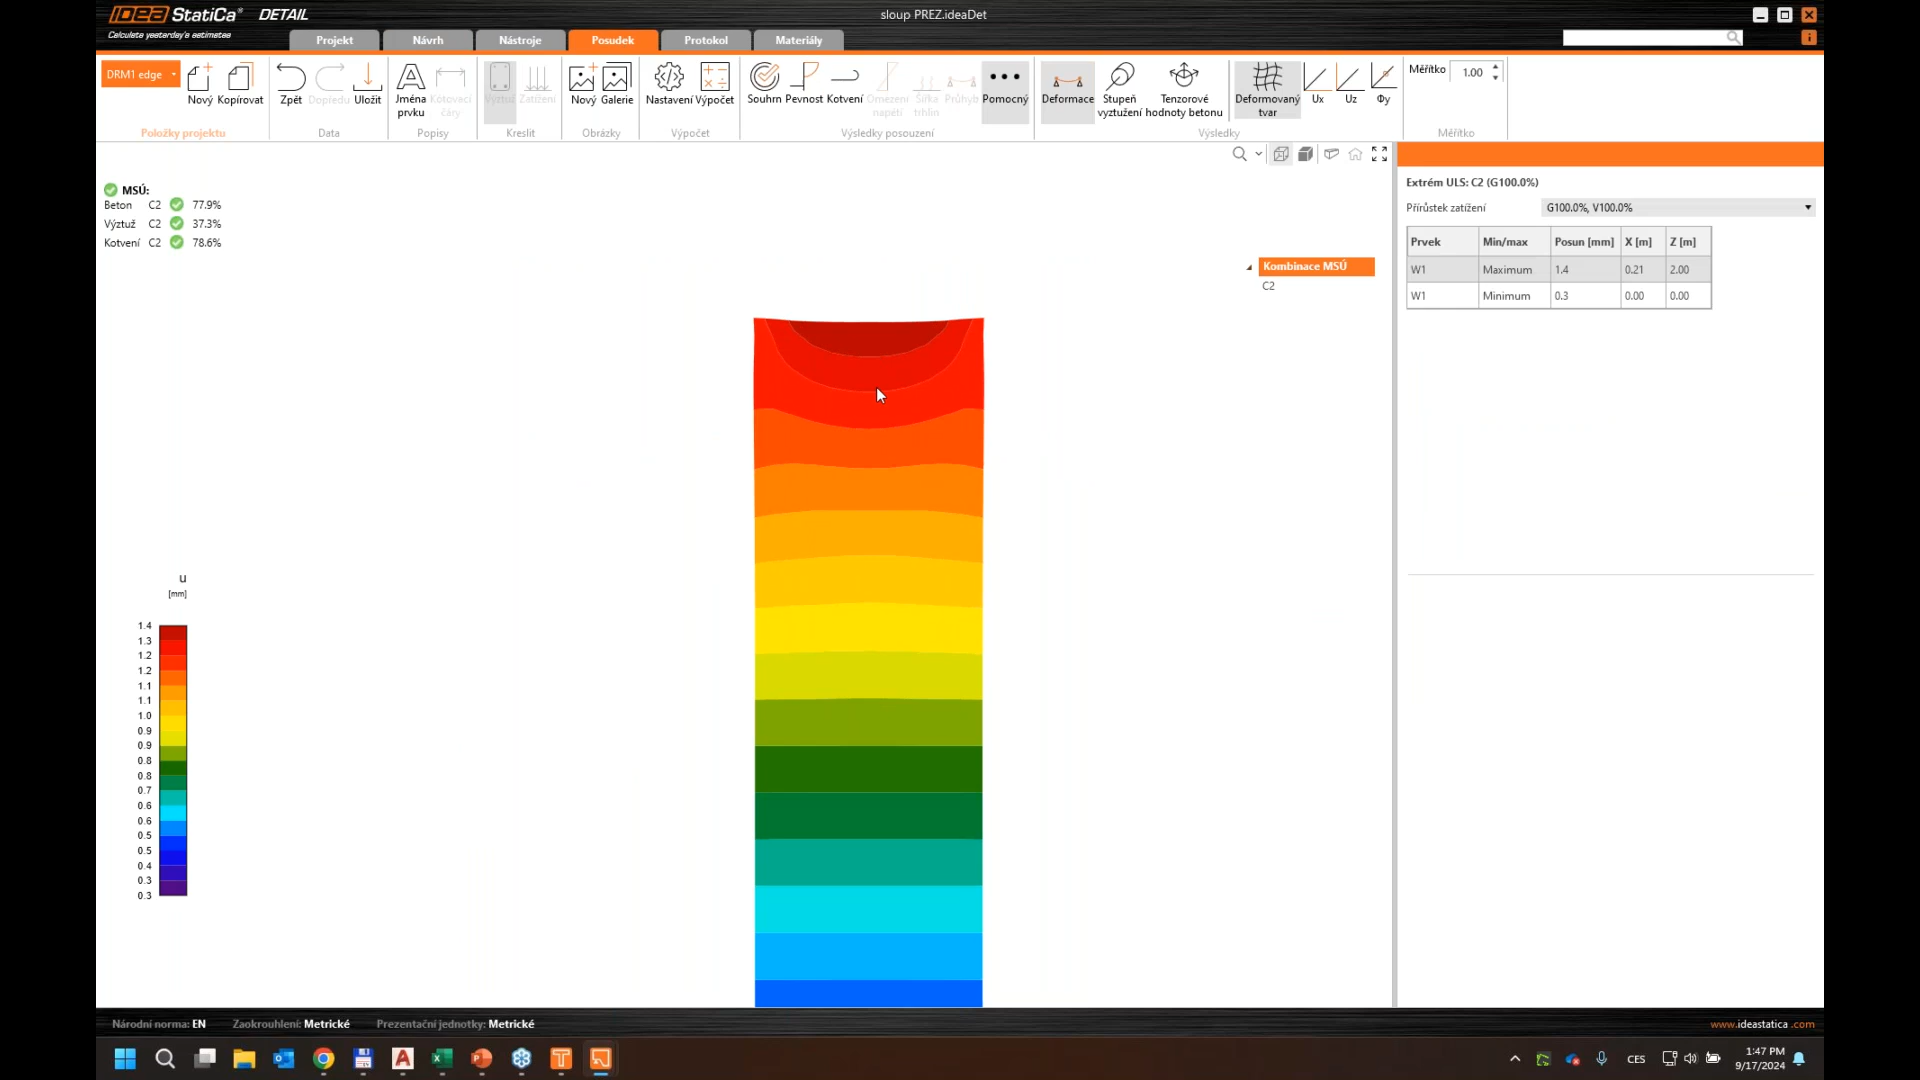 IDEA StatiCa® DETAIL
Calculate yesterday's estimates
sloup PREZ.ideaDet
Projekt Návrh Nástroje Posudek Protokol Materiály
DRM1 edge
Nový Kopírovat
Položky projektu
Zpět Dopředu Uložit
Data
Jména prvku Kótovací čáry
Popisy
Výztuž Zatížení
Kreslit
Nový Galerie
Obrázky
Nastavení Výpočet
Výpočet
Souhrn Pevnost Kotvení Omezení napětí Šířka trhlin Průhyb Pomocný
Výsledky posouzení
Deformace Stupeň vyztužení Tenzorové hodnoty betonu Deformovaný tvar Ux Uz Φy
Výsledky
Měřítko 1.00
Měřítko
MSÚ:
Beton C2 77.9%
Výztuž C2 37.3%
Kotvení C2 78.6%
Kombinace MSÚ
C2
u
[mm]
1.4
1.3
1.2
1.2
1.1
1.1
1.0
0.9
0.9
0.8
0.8
0.7
0.6
0.6
0.5
0.5
0.4
0.3
0.3
Extrém ULS: C2 (G100.0%)
Přírůstek zatížení G100.0%, V100.0%
Prvek Min/max Posun [mm] X [m] Z [m]
W1 Maximum 1.4 0.21 2.00
W1 Minimum 0.3 0.00 0.00
Národní norma: EN Zaokrouhlení: Metrické Prezentační jednotky: Metrické
www.ideastatica.com
CES
1:47 PM
9/17/2024